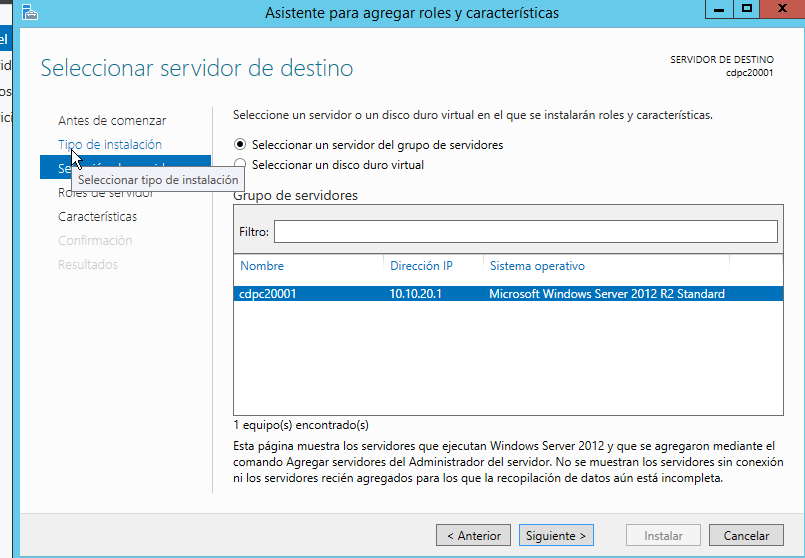 Asistente para agregar roles y características
Seleccionar servidor de destino
SERVIDOR DE DESTINO
cdpc20001
Antes de comenzar
Tipo de instalación
Seleccionar tipo de instalación
Roles de servidor
Características
Confirmación
Resultados
Seleccione un servidor o un disco duro virtual en el que se instalarán roles y características.
Seleccionar un servidor del grupo de servidores
Seleccionar un disco duro virtual
Grupo de servidores
Filtro:
Nombre Dirección IP Sistema operativo
cdpc20001 10.10.20.1 Microsoft Windows Server 2012 R2 Standard
1 equipo(s) encontrado(s)
Esta página muestra los servidores que ejecutan Windows Server 2012 y que se agregaron mediante el
comando Agregar servidores del Administrador del servidor. No se muestran los servidores sin conexión
ni los servidores recién agregados para los que la recopilación de datos aún está incompleta.
< Anterior Siguiente > Instalar Cancelar